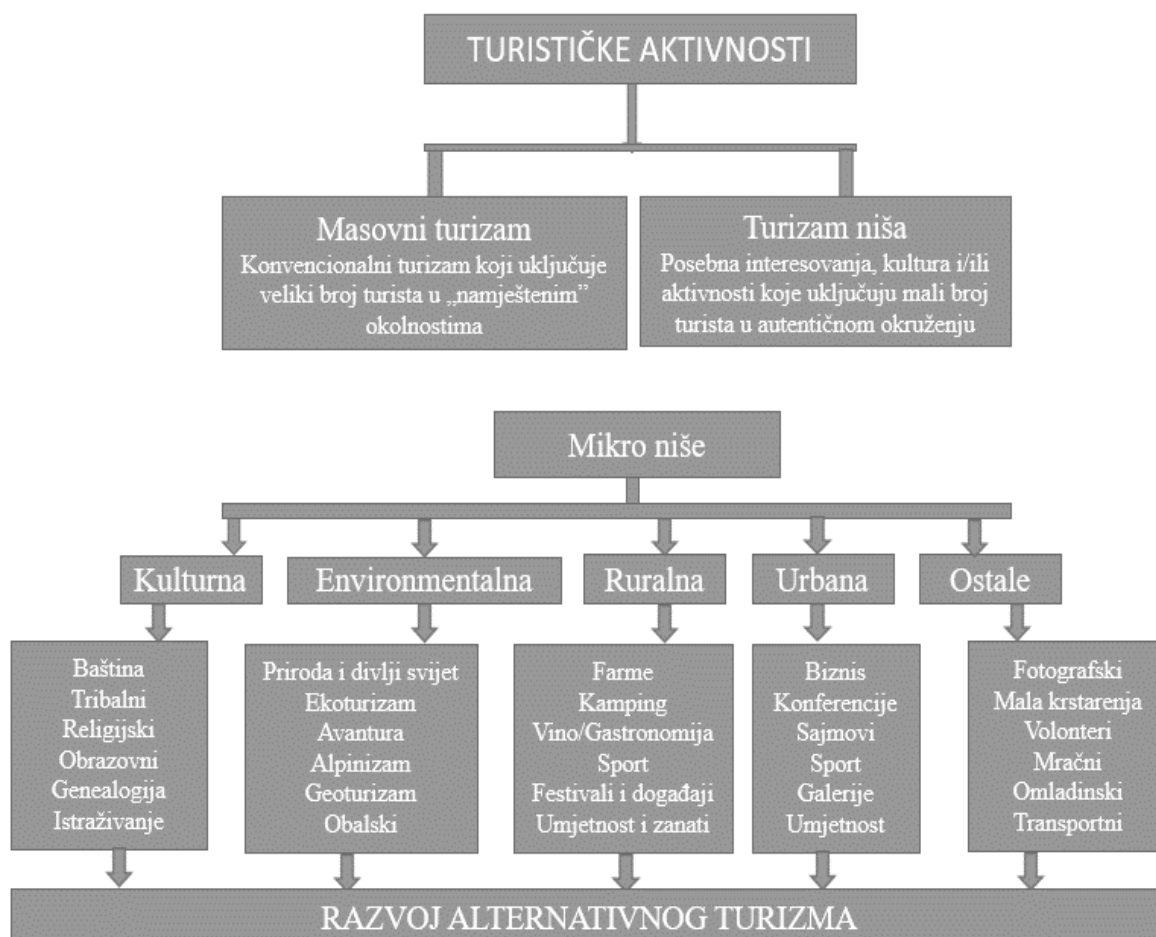 TURISTIČKE AKTIVNOSTI
Masovni turizam
Konvencionalni turizam koji uključuje
veliki broj turista u „namještenim”
okolnostima
Turizam niša
Posebna interesovanja, kultura i/ili
aktivnosti koje uključuju mali broj
turista u autentičnom okruženju
Mikro niše
Kulturna
Environmentalna
Ruralna
Urbana
Ostale
Baština
Tribalni
Religijski
Obrazovni
Genealogija
Istraživanje
Priroda i divlji svijet
Ekoturizam
Avantura
Alpinizam
Geoturizam
Obalski
Farme
Kamping
Vino/Gastronomija
Sport
Festivali i događaji
Umjetnost i zanati
Biznis
Konferencije
Sajmovi
Sport
Galerije
Umjetnost
Fotografski
Mala krstarenja
Volonteri
Mračni
Omladinski
Transportni
RAZVOJ ALTERNATIVNOG TURIZMA